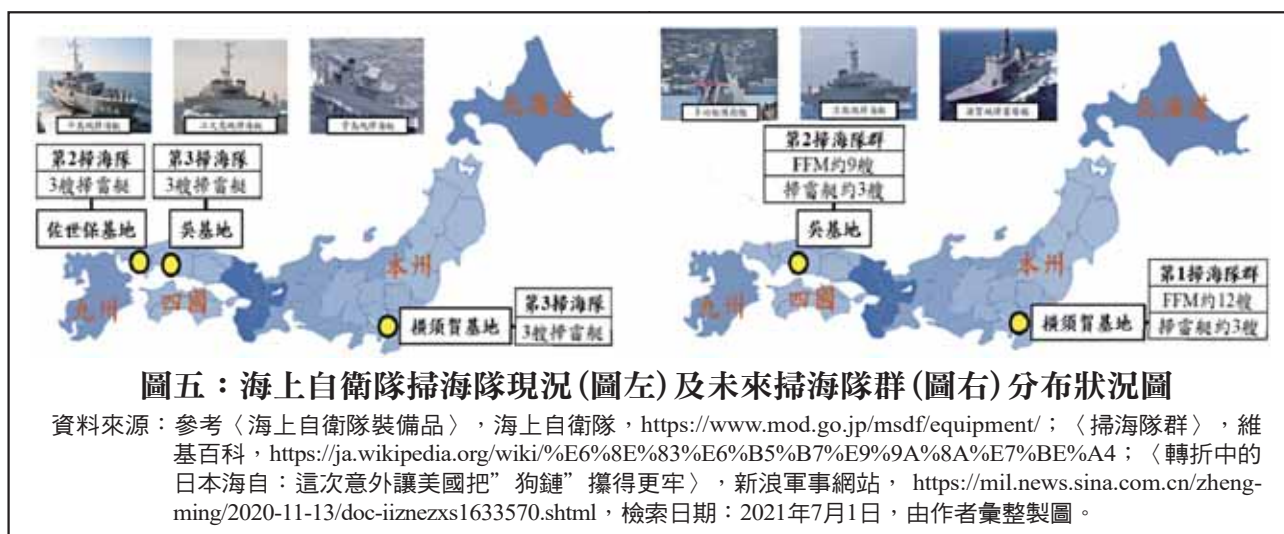 北海道
第2掃海隊
3艘掃雷艇
第3掃海隊
3艘掃雷艇
佐世保基地
吳基地
本州
九州
四國
橫須賀基地
第3掃海隊
3艘掃雷艇
北海道
第2掃海隊群
FFM約9艘
掃雷艇約3艘
吳基地
本州
九州
四國
橫須賀基地
第1掃海隊群
FFM約12艘
掃雷艇約3艘
圖五：海上自衛隊掃海隊現況(圖左)及未來掃海隊群(圖右)分布狀況圖
資料來源：參考〈海上自衛隊裝備品〉，海上自衛隊，https://www.mod.go.jp/msdf/equipment/；〈掃海隊群〉，維
基百科，https://ja.wikipedia.org/wiki/%E6%8E%83%E6%B5%B7%E9%9A%8A%E7%BE%A4；〈轉折中的
日本海自：這次意外讓美國把”狗鏈”攥得更牢〉，新浪軍事網站， https://mil.news.sina.com.cn/zheng-
ming/2020-11-13/doc-iiznezxs1633570.shtml，檢索日期：2021年7月1日，由作者彙整製圖。